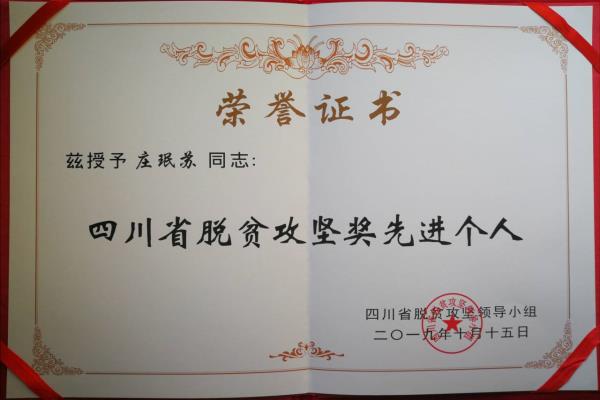 荣誉证书
兹授予 庄珉苏 同志:
四川省脱贫攻坚奖先进个人
四川省脱贫攻坚领导小组
二〇一九年十月十五日